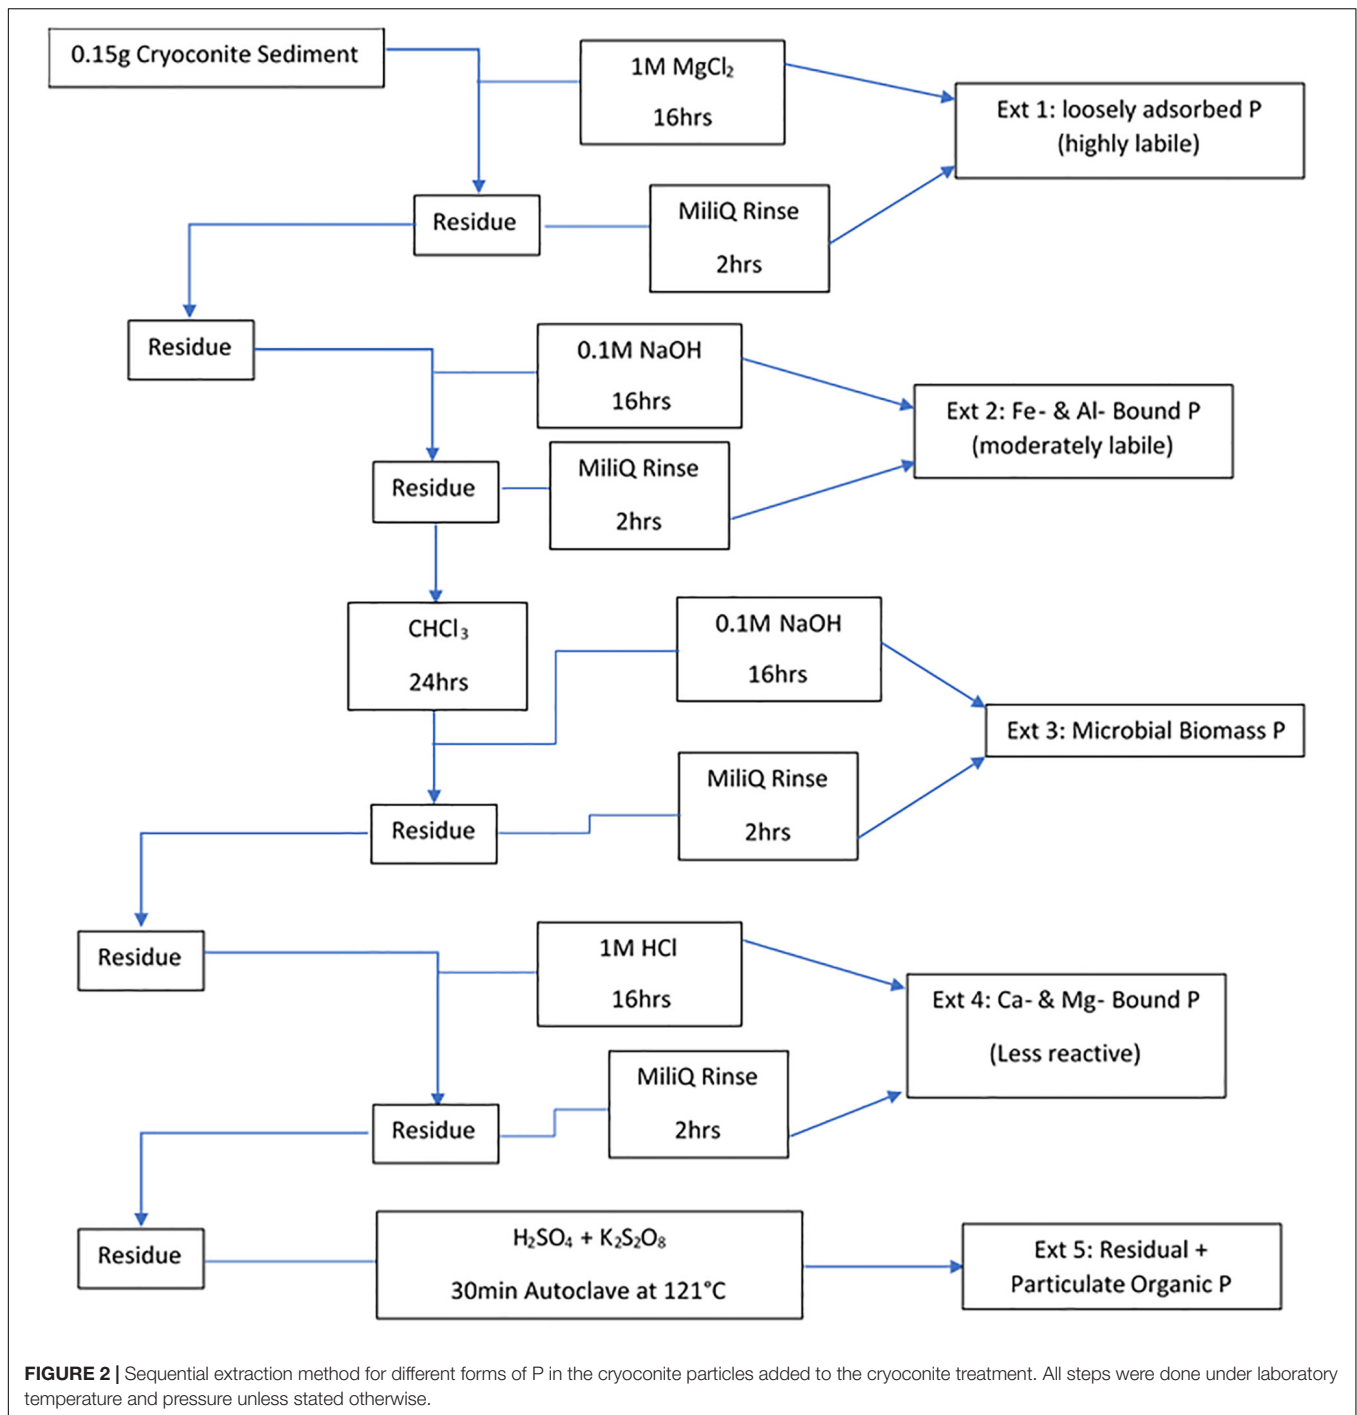 0.15g Cryoconite Sediment
1M MgCl₂
16hrs
Ext 1: loosely adsorbed P
(highly labile)
Residue
MiliQ Rinse
2hrs
Residue
0.1M NaOH
16hrs
Ext 2: Fe- & Al- Bound P
(moderately labile)
Residue
MiliQ Rinse
2hrs
CHCl₃
24hrs
0.1M NaOH
16hrs
Ext 3: Microbial Biomass P
Residue
MiliQ Rinse
2hrs
Residue
1M HCl
16hrs
Ext 4: Ca- & Mg- Bound P
(Less reactive)
Residue
MiliQ Rinse
2hrs
Residue
H₂SO₄ + K₂S₂O₈
30min Autoclave at 121°C
Ext 5: Residual +
Particulate Organic P
FIGURE 2 | Sequential extraction method for different forms of P in the cryoconite particles added to the cryoconite treatment. All steps were done under laboratory
temperature and pressure unless stated otherwise.